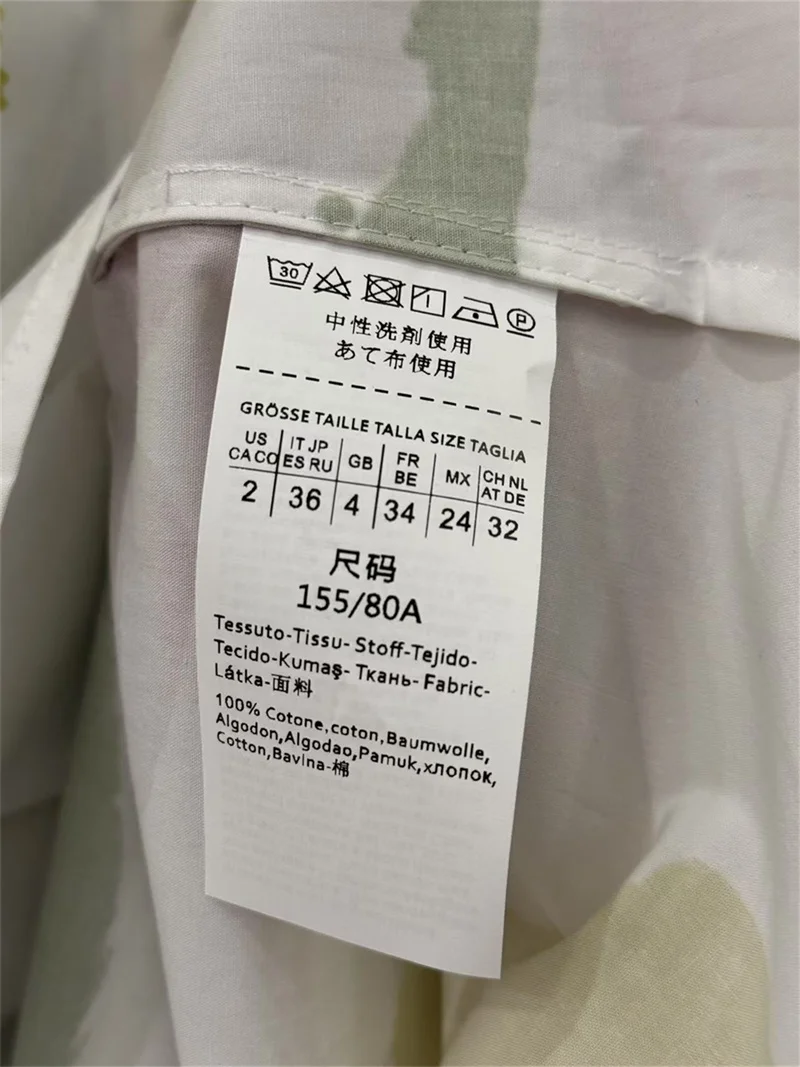 30 P
中性洗剤使用
あて布使用
GRÖSSE TAILLE TALLA SIZE TAGLIA
US CA CO IT JP ES RU GB FR BE MX CH NL AT DE
2 36 4 34 24 32
尺码
155/80A
Tessuto-Tissu- Stoff-Tejido-
Tecido-Kumaş- Ткань- Fabric-
Látka-面料
100% Cotone,coton,Baumwolle,
Algodon,Algodao,Pamuk,хлопок,
Cotton,Bavlna-棉